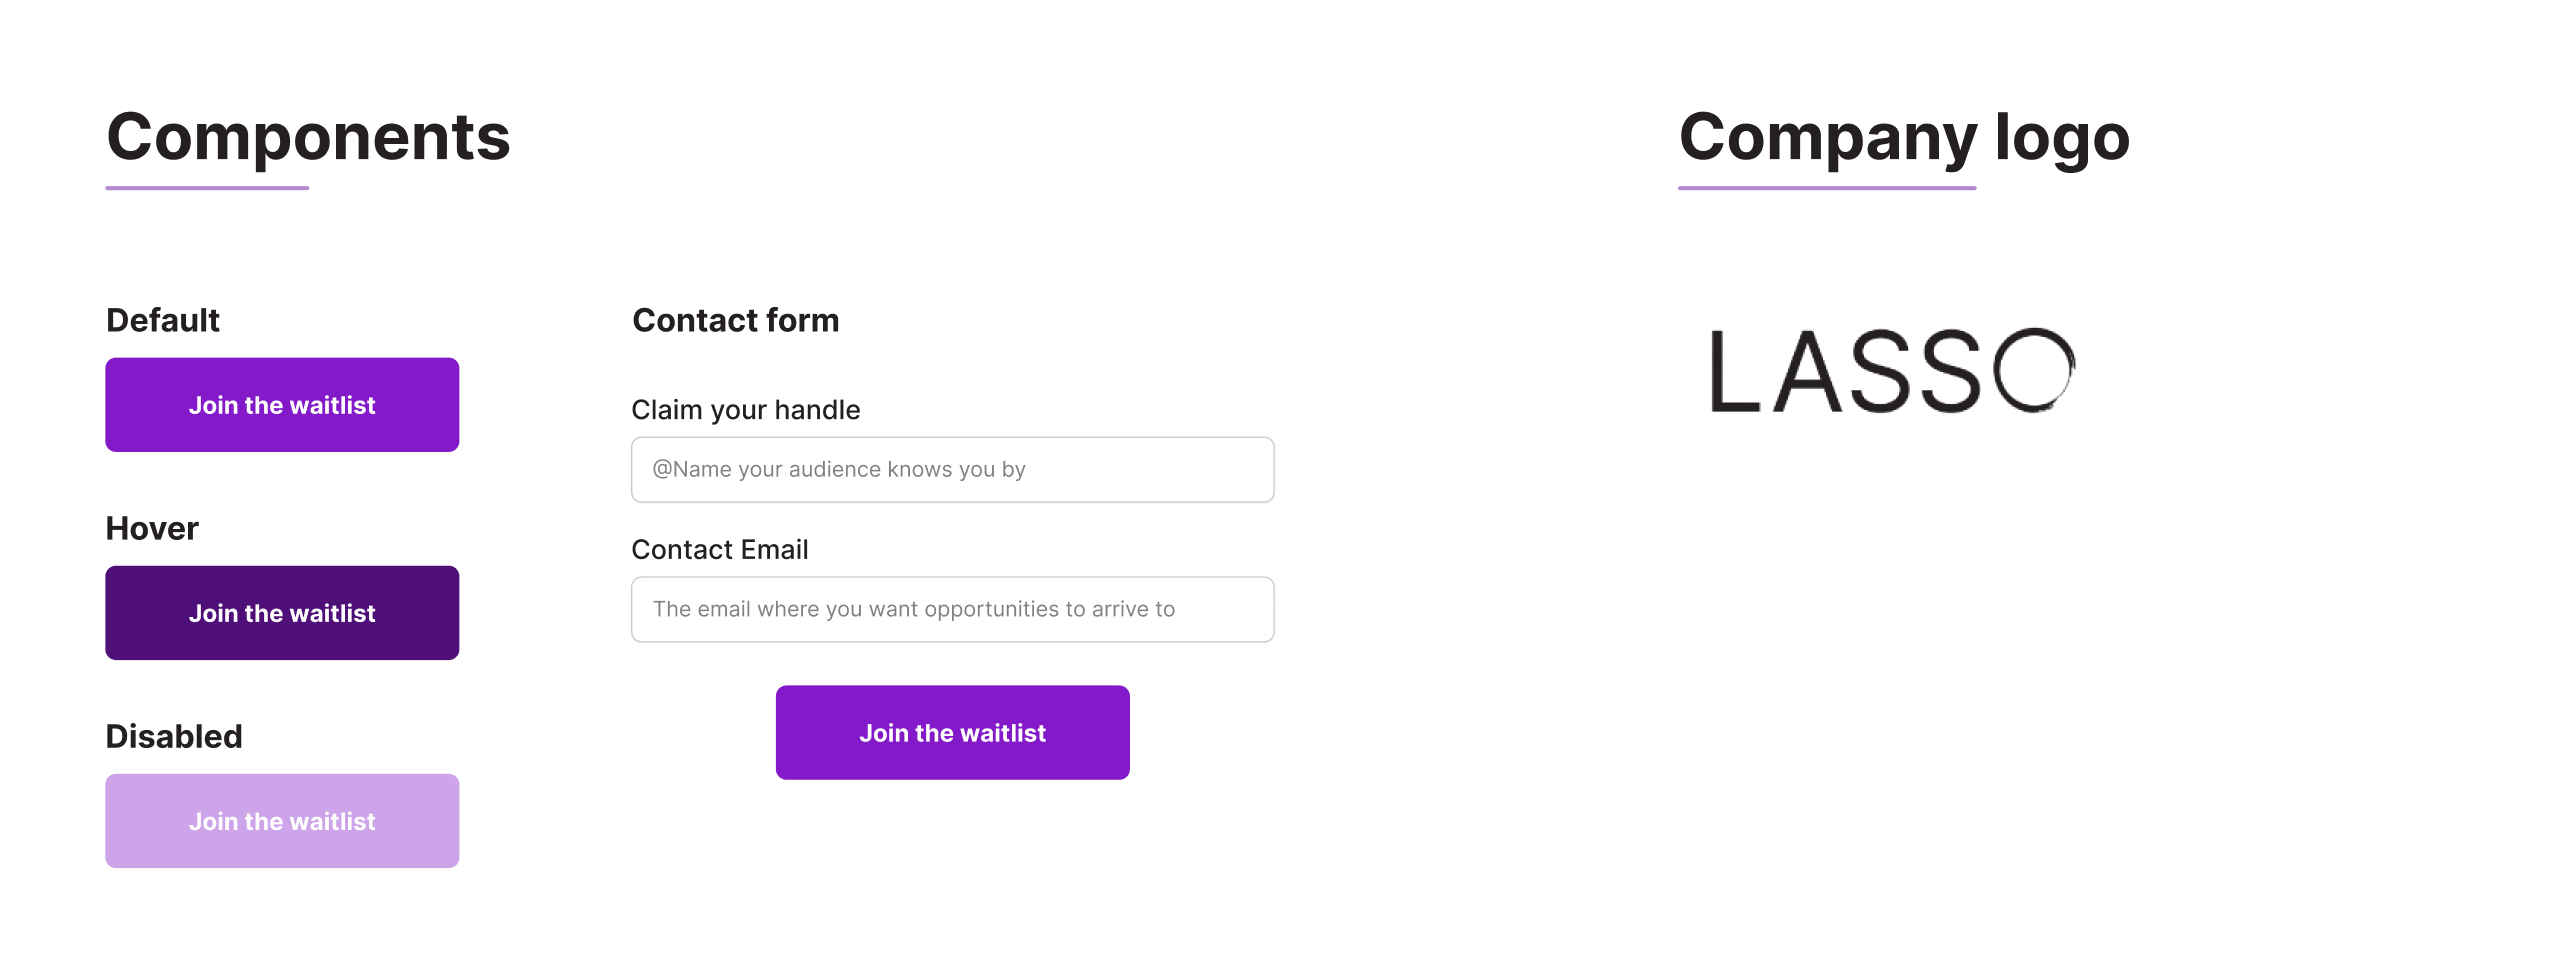 Components
Default
Join the waitlist
Hover
Join the waitlist
Disabled
Join the waitlist
Contact form
Claim your handle
@Name your audience knows you by
Contact Email
The email where you want opportunities to arrive to
Join the waitlist
Company logo
LASSO